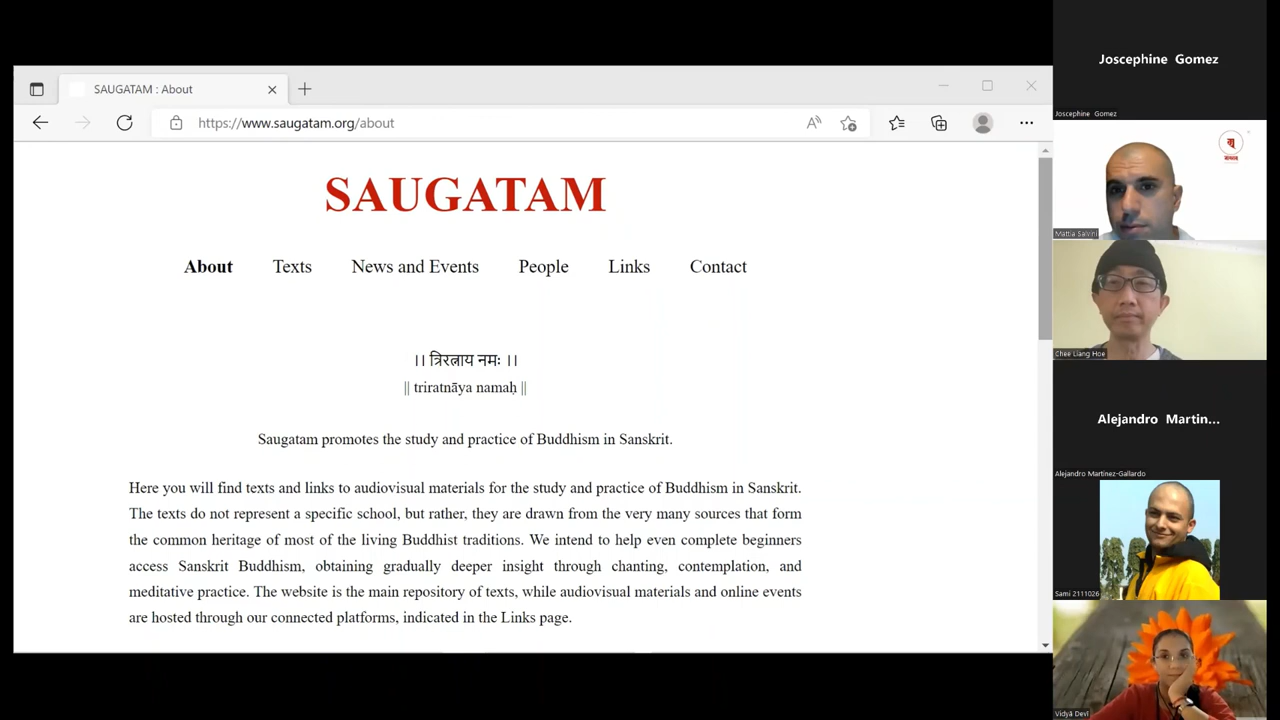 SAUGATAM : About
https://www.saugatam.org/about
SAUGATAM
About Texts News and Events People Links Contact
।। त्रिरत्नाय नमः ।।
|| triratnāya namaḥ ||
Saugatam promotes the study and practice of Buddhism in Sanskrit.
Here you will find texts and links to audiovisual materials for the study and practice of Buddhism in Sanskrit.
The texts do not represent a specific school, but rather, they are drawn from the very many sources that form
the common heritage of most of the living Buddhist traditions. We intend to help even complete beginners
access Sanskrit Buddhism, obtaining gradually deeper insight through chanting, contemplation, and
meditative practice. The website is the main repository of texts, while audiovisual materials and online events
are hosted through our connected platforms, indicated in the Links page.
Joscephine Gomez
Joscephine Gomez
Mattia Salvini
Chee Liang Hoe
Alejandro Martin...
Alejandro Martinez-Gallardo
Sami 2111026
Vidyā Devī